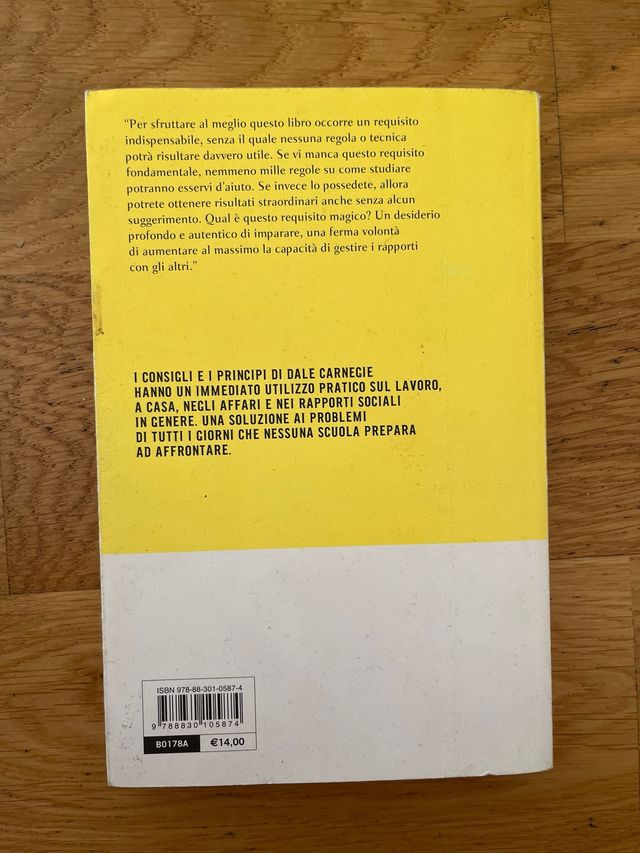 “Per sfruttare al meglio questo libro occorre un requisito
indispensabile, senza il quale nessuna regola o tecnica
potrà risultare davvero utile. Se vi manca questo requisito
fondamentale, nemmeno mille regole su come studiare
potranno esservi d’aiuto. Se invece lo possedete, allora
potrete ottenere risultati straordinari anche senza alcun
suggerimento. Qual è questo requisito magico? Un desiderio
profondo e autentico di imparare, una ferma volontà
di aumentare al massimo la capacità di gestire i rapporti
con gli altri.”
I CONSIGLI E I PRINCIPI DI DALE CARNEGIE
HANNO UN IMMEDIATO UTILIZZO PRATICO SUL LAVORO,
A CASA, NEGLI AFFARI E NEI RAPPORTI SOCIALI
IN GENERE. UNA SOLUZIONE AI PROBLEMI
DI TUTTI I GIORNI CHE NESSUNA SCUOLA PREPARA
AD AFFRONTARE.
ISBN 978-88-301-0587-4
9 788830 105874
B0178A €14,00